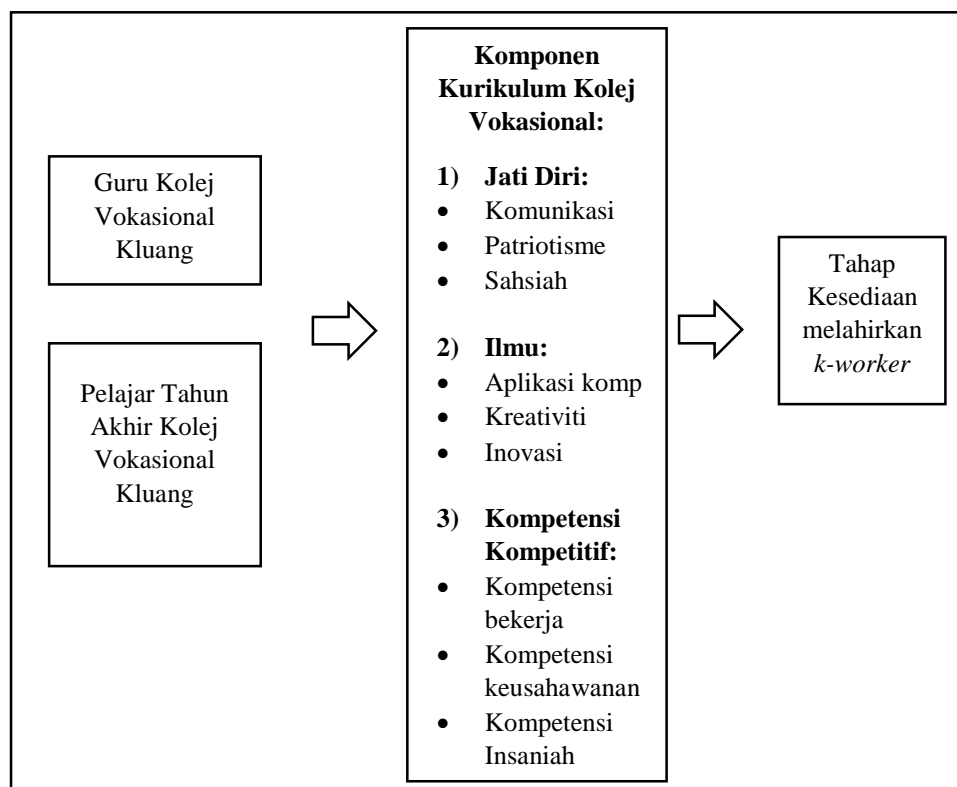 Guru Kolej
Vokasional
Kluang
Pelajar Tahun
Akhir Kolej
Vokasional
Kluang
Komponen
Kurikulum Kolej
Vokasional:
1) Jati Diri:
• Komunikasi
• Patriotisme
• Sahsiah
2) Ilmu:
• Aplikasi komp
• Kreativiti
• Inovasi
3) Kompetensi
Kompetitif:
• Kompetensi
bekerja
• Kompetensi
keusahawanan
• Kompetensi
Insaniah
Tahap
Kesediaan
melahirkan
k-worker